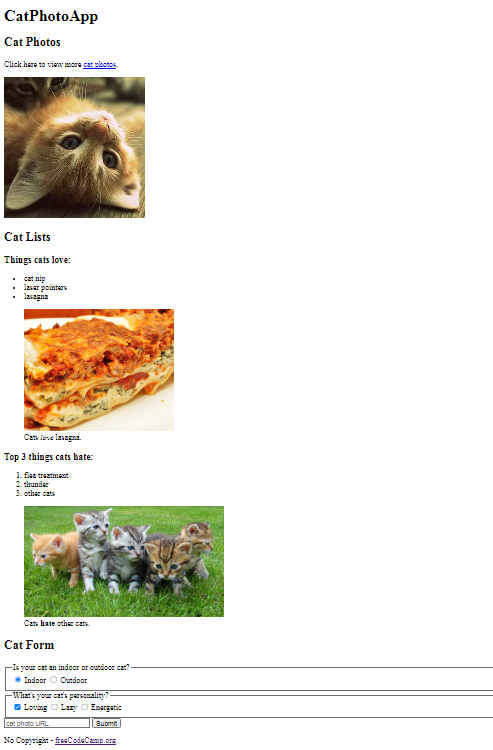 CatPhotoApp
Cat Photos
Click here to view more cat photos.
Cat Lists
Things cats love:
cat nip
laser pointers
lasagna
Cats love lasagna.
Top 3 things cats hate:
1. flea treatment
2. thunder
3. other cats
Cats hate other cats.
Cat Form
Is your cat an indoor or outdoor cat?
Indoor Outdoor
What's your cat's personality?
Loving Lazy Energetic
cat photo URL Submit
No Copyright - freeCodeCamp.org